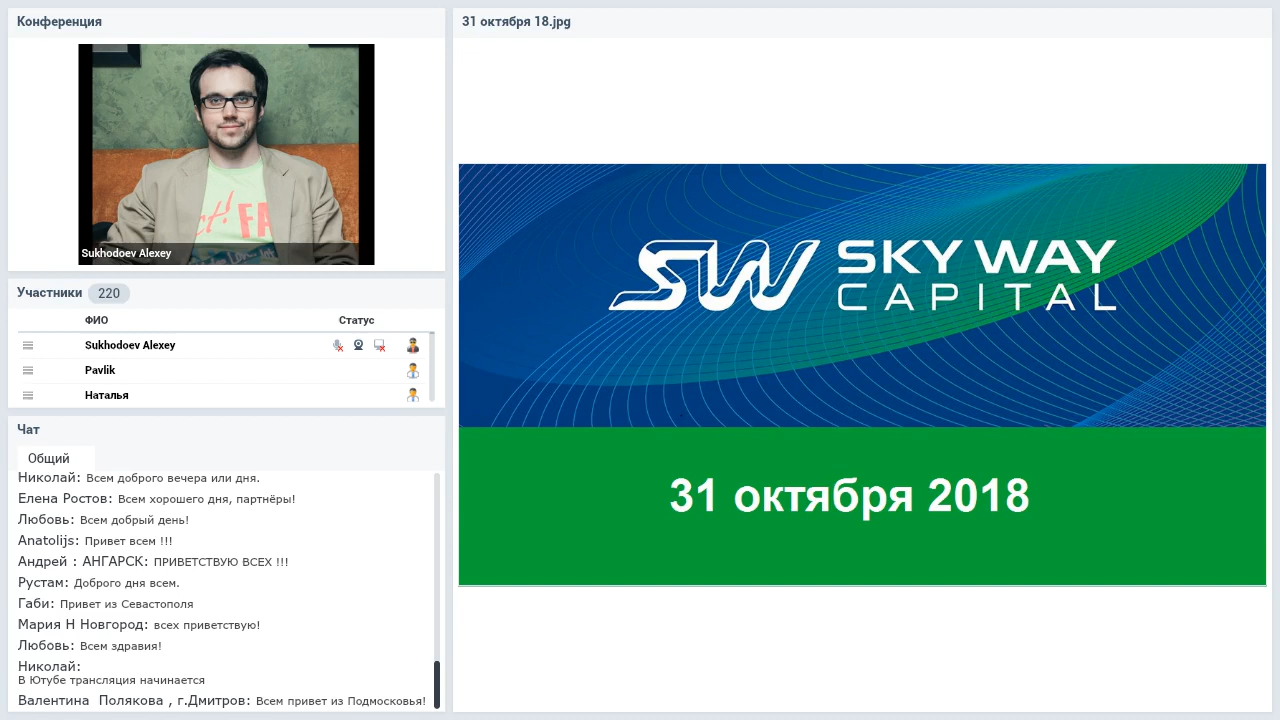 Конференция
Sukhodoev Alexey
Участники 220
ФИО Статус
Sukhodoev Alexey
Pavlik
Наталья
Чат
Общий
Николай: Всем доброго вечера или дня.
Елена Ростов: Всем хорошего дня, партнёры!
Любовь: Всем добрый день!
Anatolijs: Привет всем !!!
Андрей : АНГАРСК: ПРИВЕТСТВУЮ ВСЕХ !!!
Рустам: Доброго дня всем.
Габи: Привет из Севастополя
Мария Н Новгород: всех приветствую!
Любовь: Всем здравия!
Николай:
В Ютубе трансляция начинается
Валентина Полякова , г.Дмитров: Всем привет из Подмосковья!
31 октября 18.jpg
SW SKY WAY
CAPITAL
31 октября 2018